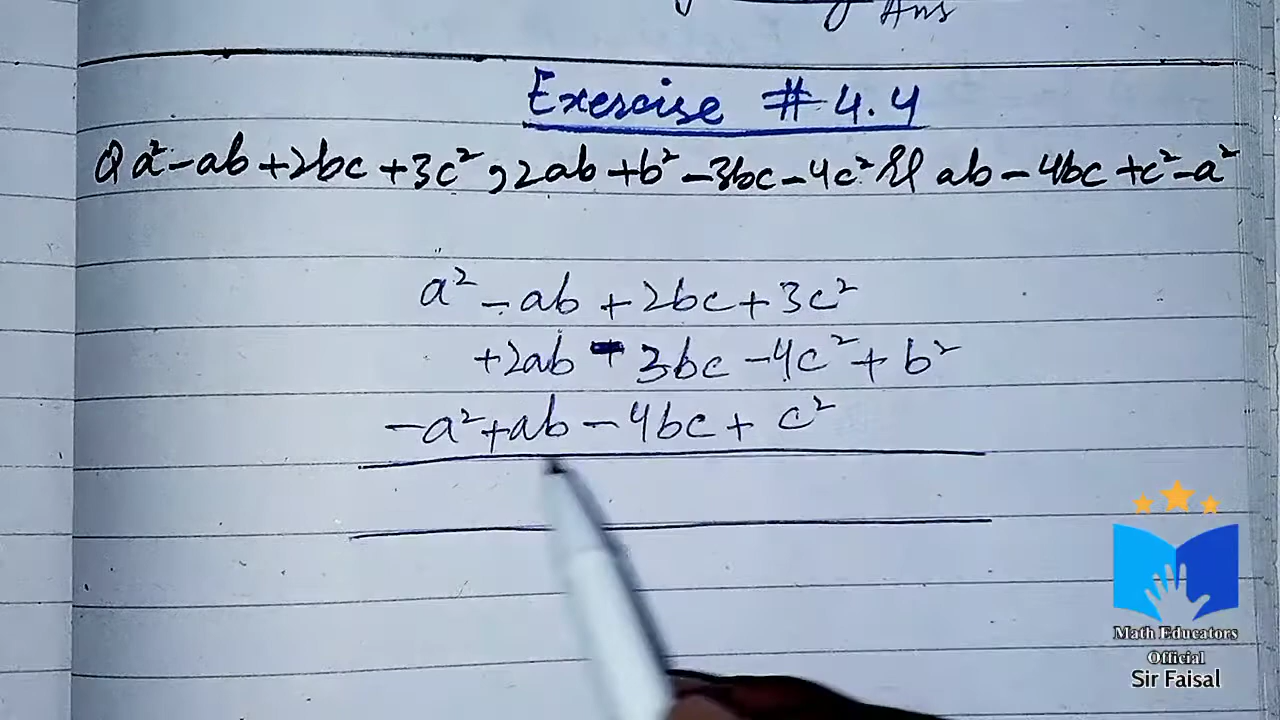 Ans
Exercise # 4.4
Q a² - ab + 2bc + 3c² , 2ab + b² - 3bc - 4c² & ab - 4bc + c² - a²
a² - ab + 2bc + 3c²
+2ab - 3bc - 4c² + b²
-a² + ab - 4bc + c²
Math Educators
Official
Sir Faisal